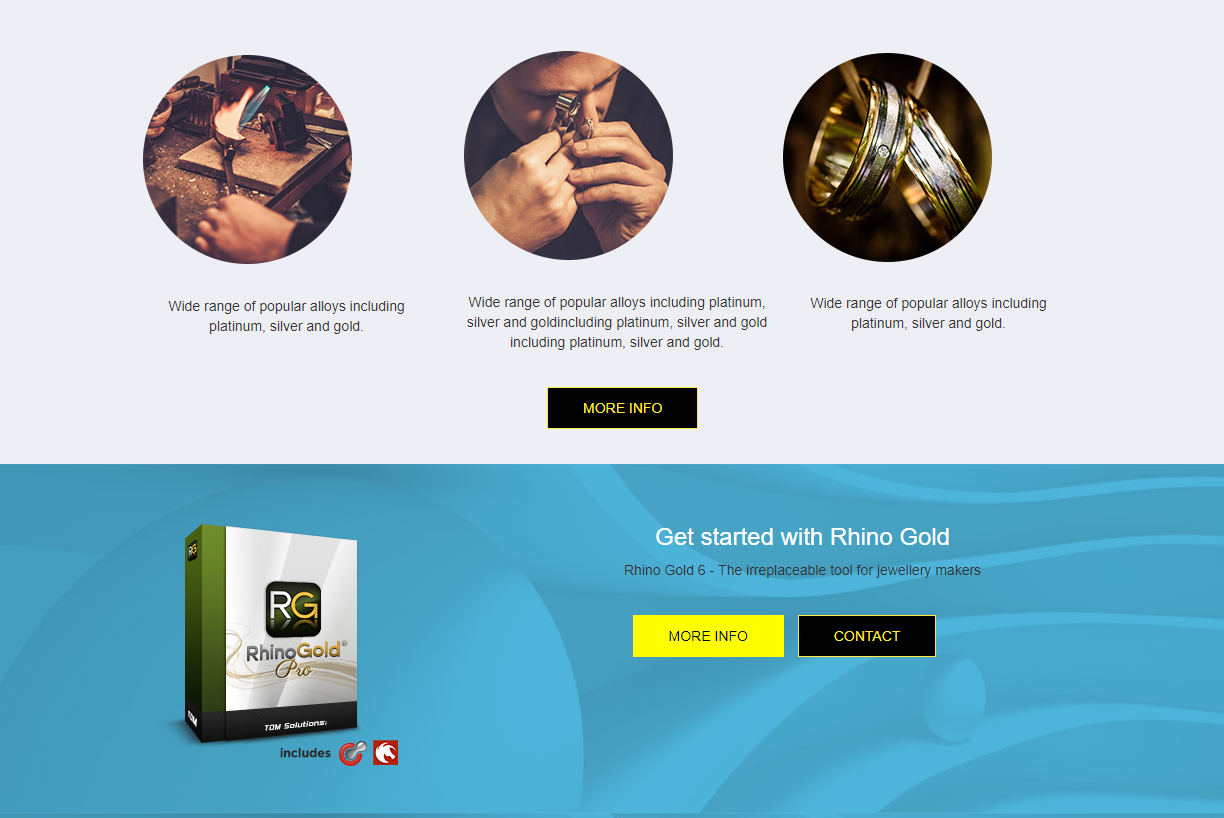 Wide range of popular alloys including
platinum, silver and gold.
Wide range of popular alloys including platinum,
silver and goldincluding platinum, silver and gold
including platinum, silver and gold.
Wide range of popular alloys including
platinum, silver and gold.
MORE INFO
RG
RG
RhinoGold®
Pro
TDM
TDM Solutions
includes
Get started with Rhino Gold
Rhino Gold 6 - The irreplaceable tool for jewellery makers
MORE INFO
CONTACT